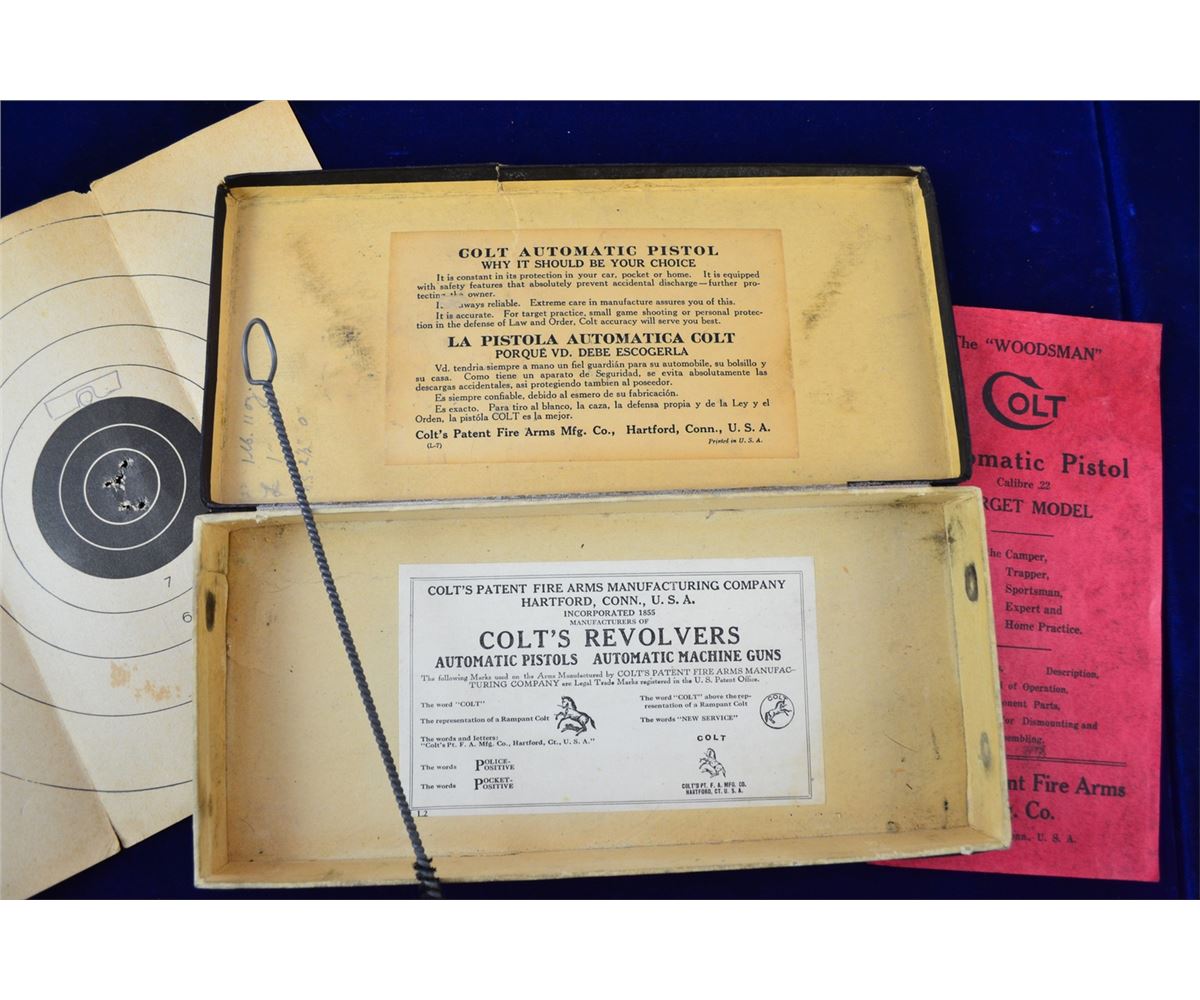 COLT AUTOMATIC PISTOL
WHY IT SHOULD BE YOUR CHOICE
It is constant in its protection in your car, pocket or home. It is equipped
with safety features that absolutely prevent accidental discharge—further pro-
tecting owner.
always reliable. Extreme care in manufacture assures you of this.
It is accurate. For target practice, small game shooting or personal protec-
tion in the defense of Law and Order, Colt accuracy will serve you best.
LA PISTOLA AUTOMATICA COLT
PORQUÉ VD. DEBE ESCOGERLA
Vd. tendria siempre a mano un fiel guardián para su automobile, su bolsillo y
su casa. Como tiene un aparato de Seguridad, se evita absolutamente las
descargas accidentales, asi protegiendo tambien al poseedor.
Es siempre confiable, debido al esmero de su fabricación.
Es exacto. Para tiro al blanco, la caza, la defensa propia y de la Ley y el
Orden, la pistóla COLT es la mejor.
Colt's Patent Fire Arms Mfg. Co., Hartford, Conn., U. S. A.
(L-7) Printed in U. S. A.
COLT'S PATENT FIRE ARMS MANUFACTURING COMPANY
HARTFORD, CONN., U. S. A.
INCORPORATED 1855
MANUFACTURERS OF
COLT'S REVOLVERS
AUTOMATIC PISTOLS AUTOMATIC MACHINE GUNS
The following Marks used on the Arms Manufactured by COLT'S PATENT FIRE ARMS MANUFAC-
TURING COMPANY are Legal Trade Marks registered in the U. S. Patent Office.
The word "COLT"
The representation of a Rampant Colt
The words and letters:
"Colt's Pt. F. A. Mfg. Co., Hartford, Ct., U. S. A."
The words POLICE-
POSITIVE
The words POCKET-
POSITIVE
The word "COLT" above the rep-
resentation of a Rampant Colt
The words "NEW SERVICE"
COLT
COLT
COLT'S PT. F. A. MFG. CO.
HARTFORD, CT. U. S. A.
L2
The "WOODSMAN"
COLT
omatic Pistol
Calibre .22
RGET MODEL
the Camper,
Trapper,
Sportsman,
Expert and
Home Practice.
Description,
of Operation,
onent Parts,
for Dismounting and
embling.
nt Fire Arms
Co.
onn., U. S. A.
7
6